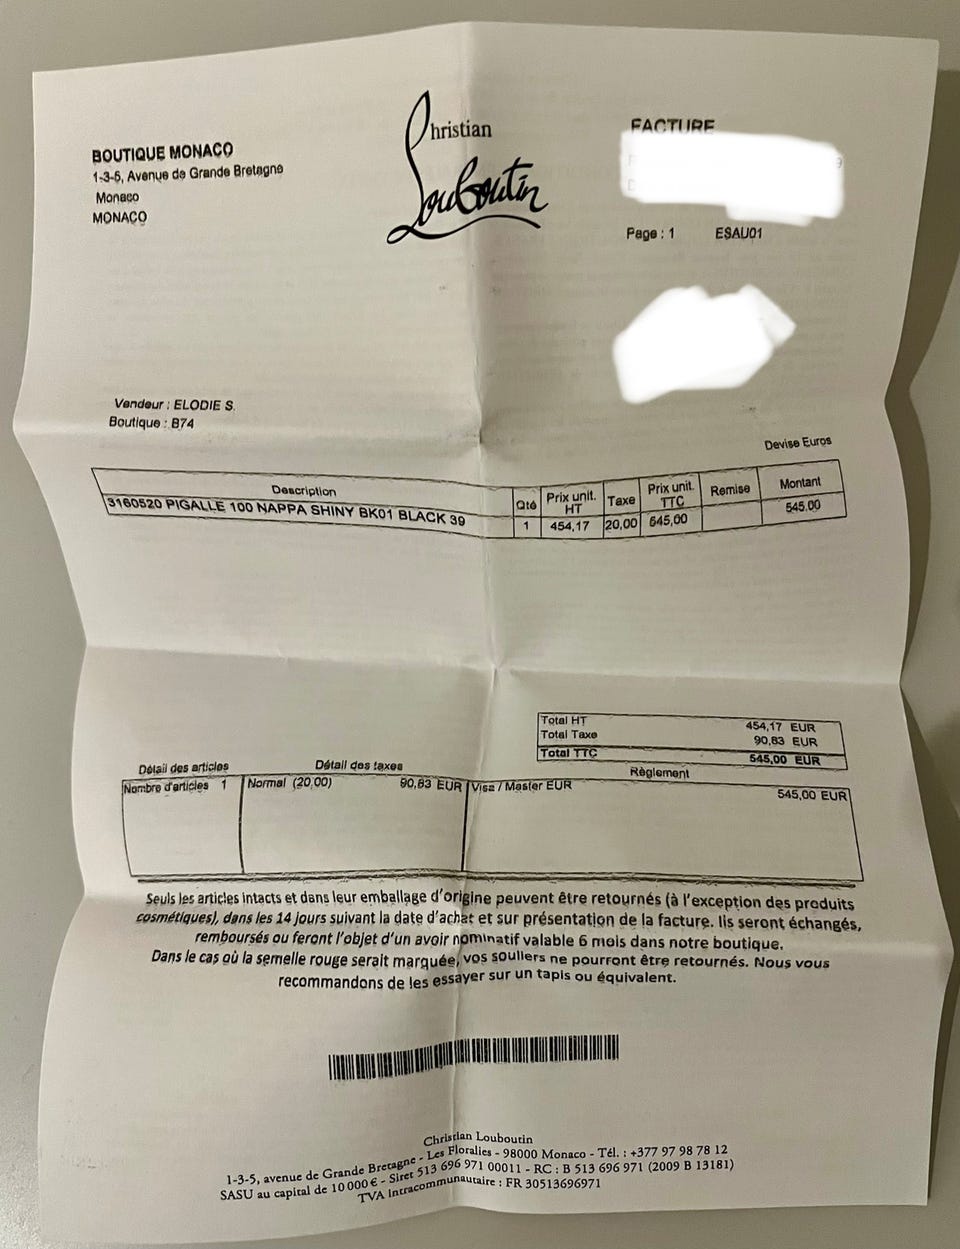 BOUTIQUE MONACO
1-3-5, Avenue de Grande Bretagne
Monaco
MONACO
Christian
Louboutin
FACTURE
Page : 1 ESAU01
Vendeur : ELODIE S.
Boutique : B74
Devise Euros
Description Qté Prix unit. HT Taxe Prix unit. TTC Remise Montant
3160520 PIGALLE 100 NAPPA SHINY BK01 BLACK 39 1 454,17 20,00 545,00 545,00
Total HT 454,17 EUR
Total Taxe 90,83 EUR
Total TTC 545,00 EUR
Détail des articles Détail des taxes Règlement
Nombre d'articles 1 Normal (20,00) 90,83 EUR Visa / Master EUR 545,00 EUR
Seuls les articles intacts et dans leur emballage d'origine peuvent être retournés (à l'exception des produits
cosmétiques), dans les 14 jours suivant la date d'achat et sur présentation de la facture. Ils seront échangés,
remboursés ou feront l'objet d'un avoir nominatif valable 6 mois dans notre boutique.
Dans le cas où la semelle rouge serait marquée, vos souliers ne pourront être retournés. Nous vous
recommandons de les essayer sur un tapis ou équivalent.
Christian Louboutin
1-3-5, avenue de Grande Bretagne - Les Floralies - 98000 Monaco - Tél. : +377 97 98 78 12
SASU au capital de 10 000 € - Siret 513 696 971 00011 - RC : B 513 696 971 (2009 B 13181)
TVA Intracommunautaire : FR 30513696971